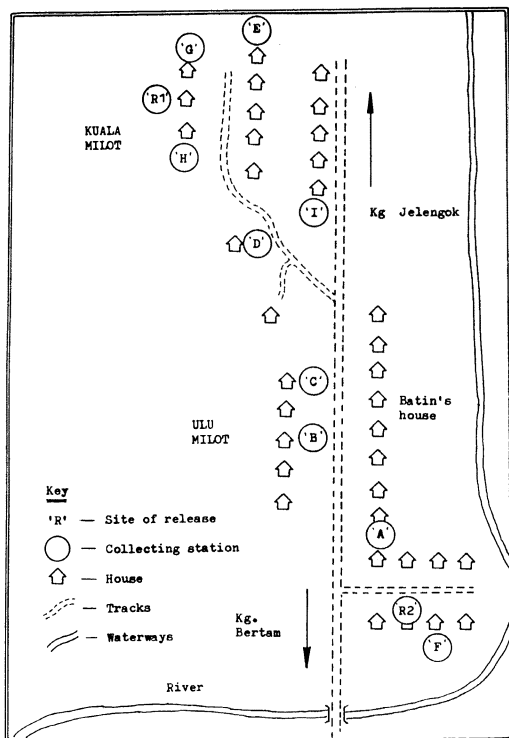 'E'
'G'
'R1'
KUALA
MILOT
'H'
'I'
Kg Jelengok
'D'
'C'
Batin's
house
ULU
MILOT
'B'
Key
'R' — Site of release
— Collecting station
— House
— Tracks
— Waterways
'A'
R2'
'F'
Kg.
Bertam
River